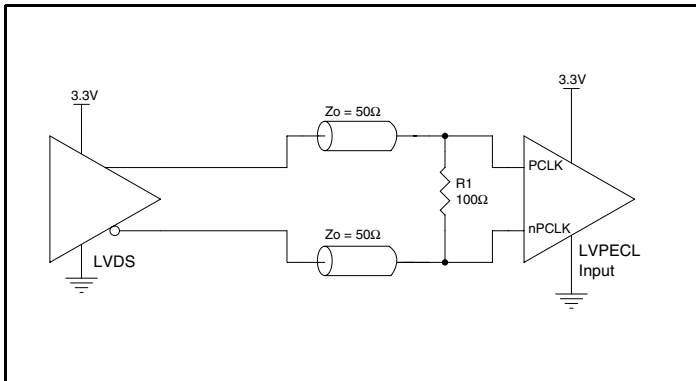 3.3V
3.3V
Zo = 50Ω
PCLK
R1
100Ω
nPCLK
Zo = 50Ω
LVDS
LVPECL
Input